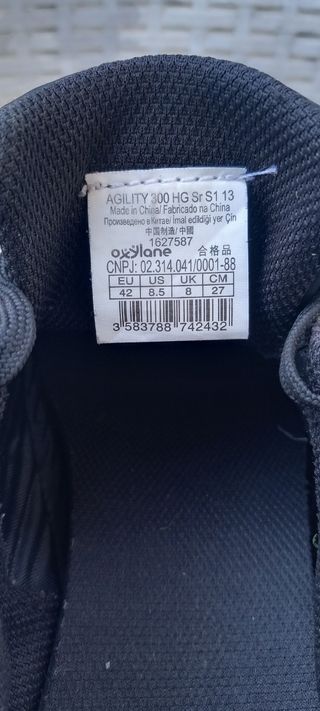 AGILITY 300 HG Sr S1 13
Made in China/ Fabricado na China
Произведено в Китае/ Imal edildiği yer Çin
中国制造/ 中國
1627587
oxylane 合格品
CNPJ: 02.314.041/0001-88
EU US UK CM
42 8.5 8 27
3 583788 742432